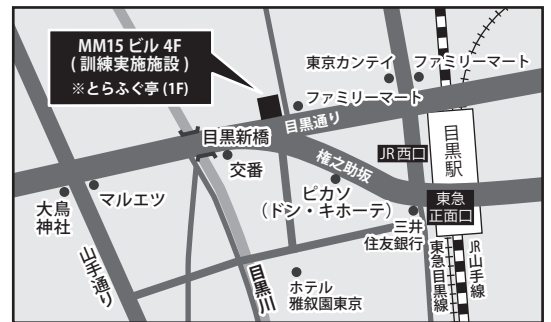 MM15 ビル 4F
( 訓練実施施設 )
※とらふぐ亭 (1F)
東京カンテイ
ファミリーマート
ファミリーマート
目黒通り
目黒新橋
交番
権之助坂
JR西口
目黒駅
ピカソ
（ドン・キホーテ）
東急
正面口
三井
住友銀行
大鳥
神社
マルエツ
山手通り
目黒川
ホテル
雅叙園東京
東急目黒線
JR山手線